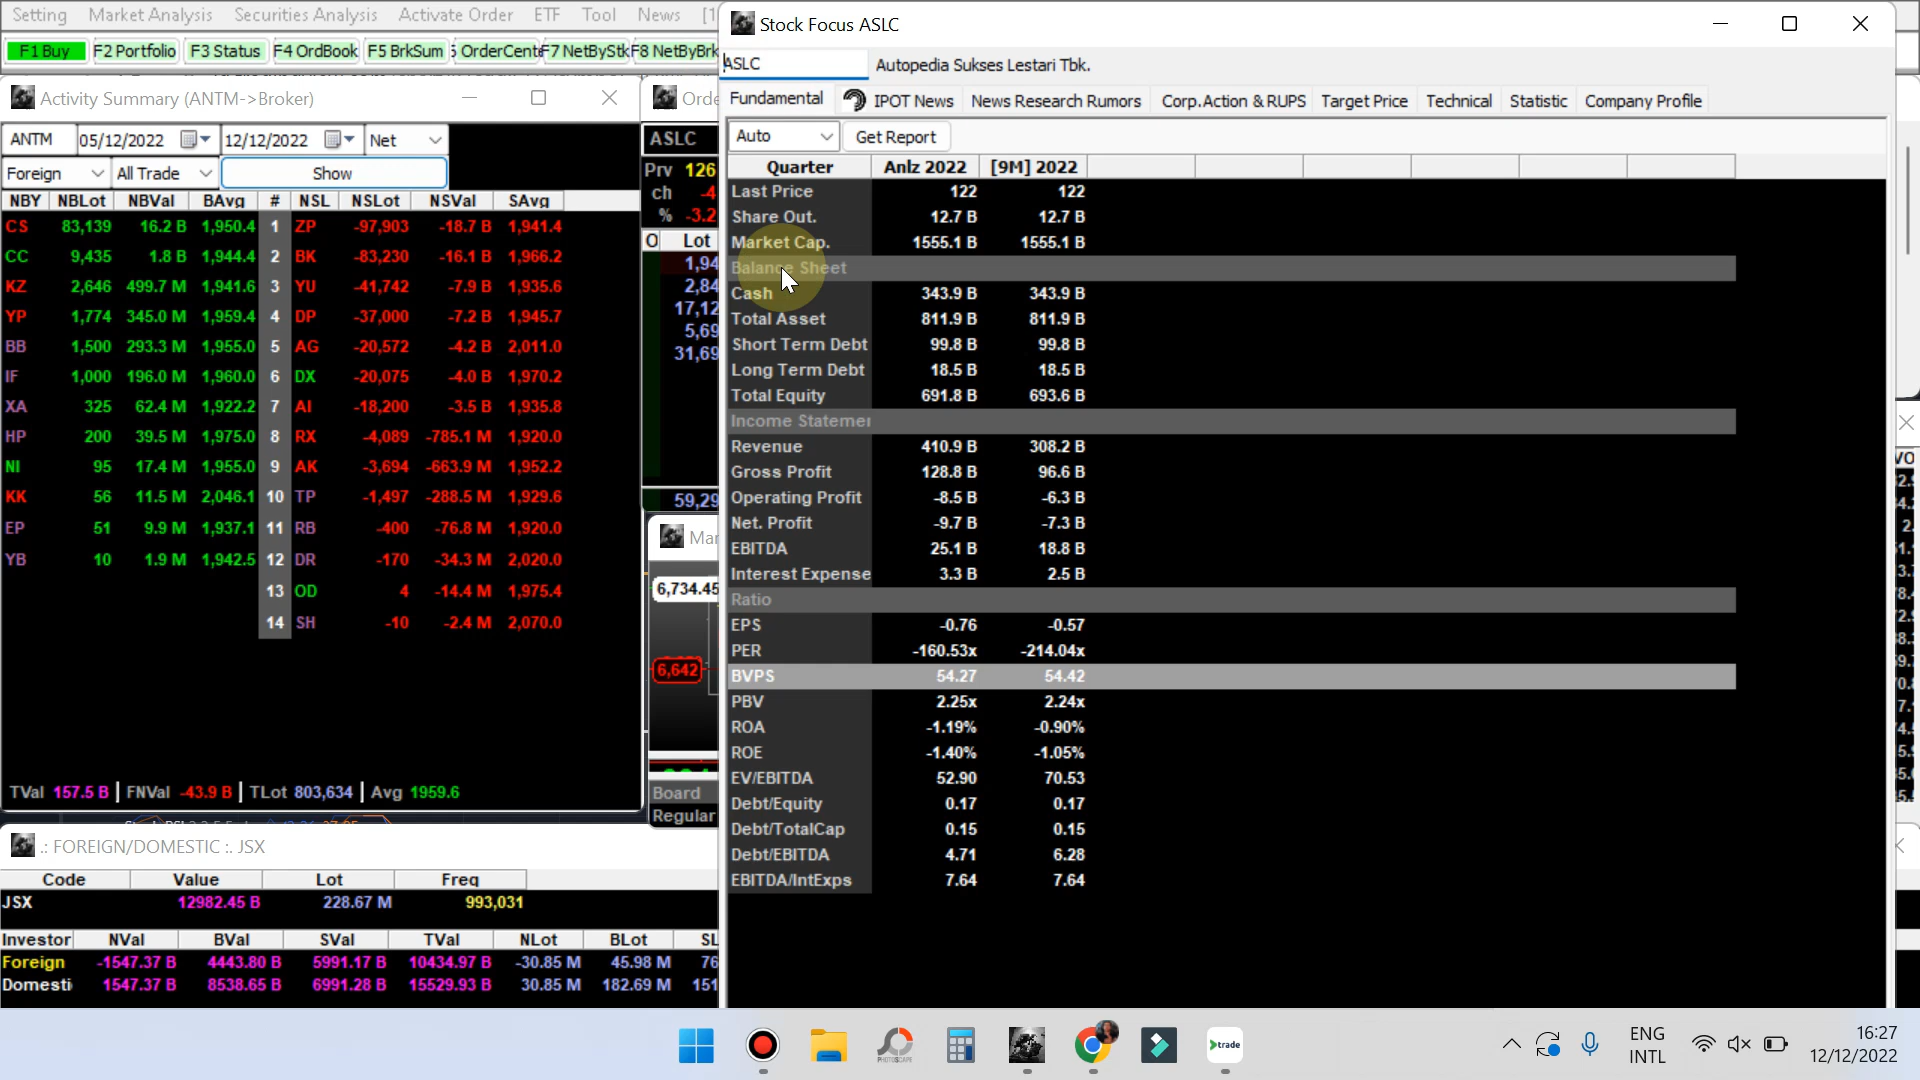 Setting Market Analysis Securities Analysis Activate Order ETF Tool News
F1 Buy F2 Portfolio F3 Status F4 OrdBook F5 BrkSum OrderCent F7 NetByStk F8 NetByBrk
Activity Summary (ANTM->Broker)
ANTM 05/12/2022 12/12/2022 Net
Foreign All Trade Show
NBY NBLot NBVal BAvg # NSL NSLot NSVal SAvg
CS 83,139 16.2 B 1,950.4 1 ZP -97,903 -18.7 B 1,941.4
CC 9,435 1.8 B 1,944.4 2 BK -83,230 -16.1 B 1,966.2
KZ 2,646 499.7 M 1,941.6 3 YU -41,742 -7.9 B 1,935.6
YP 1,774 345.0 M 1,959.4 4 DP -37,000 -7.2 B 1,945.7
BB 1,500 293.3 M 1,955.0 5 AG -20,572 -4.2 B 2,011.0
IF 1,000 196.0 M 1,960.0 6 DX -20,075 -4.0 B 1,970.2
XA 325 62.4 M 1,922.2 7 AI -18,200 -3.5 B 1,935.8
HP 200 39.5 M 1,975.0 8 RX -4,089 -785.1 M 1,920.0
NI 95 17.4 M 1,955.0 9 AK -3,694 -663.9 M 1,952.2
KK 56 11.5 M 2,046.1 10 TP -1,497 -288.5 M 1,929.6
EP 51 9.9 M 1,937.1 11 RB -400 -76.8 M 1,920.0
YB 10 1.9 M 1,942.5 12 DR -170 -34.3 M 2,020.0
13 OD 4 -14.4 M 1,975.4
14 SH -10 -2.4 M 2,070.0
TVal 157.5 B | FNVal -43.9 B | TLot 803,634 | Avg 1959.6
Orde
ASLC
Prv 126
ch -4
% -3.2
O Lot
1,94
2,84
17,12
5,69
31,69
59,29
Mar
6,734.45
6,642
Board
Regular
.: FOREIGN/DOMESTIC :. JSX
Code Value Lot Freq
JSX 12982.45 B 228.67 M 993,031
Investor NVal BVal SVal TVal NLot BLot SL
Foreign -1547.37 B 4443.80 B 5991.17 B 10434.97 B -30.85 M 45.98 M 76
Domesti 1547.37 B 8538.65 B 6991.28 B 15529.93 B 30.85 M 182.69 M 151
Stock Focus ASLC
ASLC Autopedia Sukses Lestari Tbk.
Fundamental IPOT News News Research Rumors Corp.Action & RUPS Target Price Technical Statistic Company Profile
Auto Get Report
Quarter Anlz 2022 [9M] 2022
Last Price 122 122
Share Out. 12.7 B 12.7 B
Market Cap. 1555.1 B 1555.1 B
Balance Sheet
Cash 343.9 B 343.9 B
Total Asset 811.9 B 811.9 B
Short Term Debt 99.8 B 99.8 B
Long Term Debt 18.5 B 18.5 B
Total Equity 691.8 B 693.6 B
Income Statemer
Revenue 410.9 B 308.2 B
Gross Profit 128.8 B 96.6 B
Operating Profit -8.5 B -6.3 B
Net. Profit -9.7 B -7.3 B
EBITDA 25.1 B 18.8 B
Interest Expense 3.3 B 2.5 B
Ratio
EPS -0.76 -0.57
PER -160.53x -214.04x
BVPS 54.27 54.42
PBV 2.25x 2.24x
ROA -1.19% -0.90%
ROE -1.40% -1.05%
EV/EBITDA 52.90 70.53
Debt/Equity 0.17 0.17
Debt/TotalCap 0.15 0.15
Debt/EBITDA 4.71 6.28
EBITDA/IntExps 7.64 7.64
PHOTOSCAPE
trade
ENG
INTL
16:27
12/12/2022